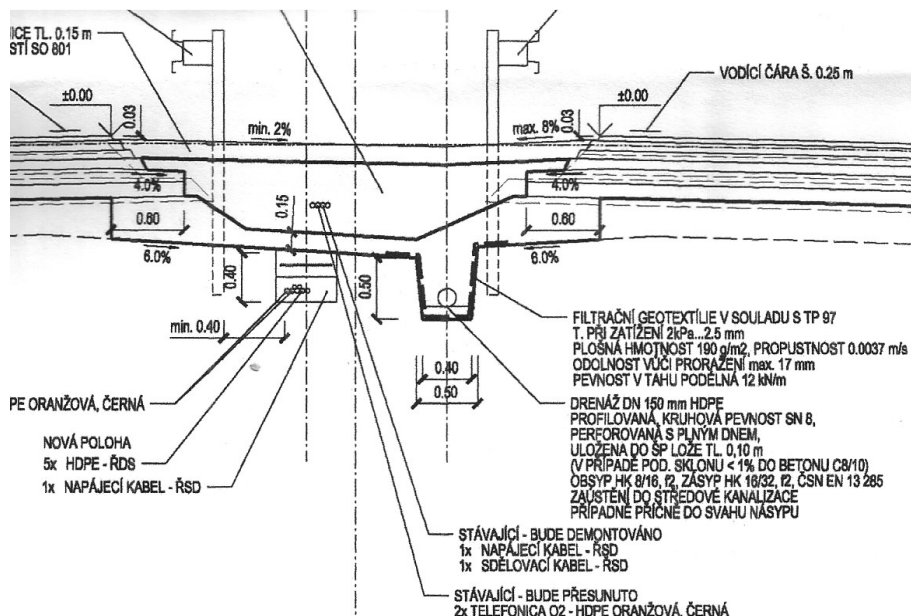 ICE TL. 0.15 m
STÍ SO 801
VODÍCÍ ČÁRA Š. 0.25 m
±0.00
±0.00
0.03
min. 2%
max. 8%
0.03
4.0%
4.0%
0.60
0.15
0.60
6.0%
6.0%
0.40
0.50
min. 0.40
0.40
0.50
FILTRAČNÍ GEOTEXTÍLIE V SOULADU S TP 97
T. PŘI ZATÍŽENÍ 2kPa...2.5 mm
PLOŠNÁ HMOTNOST 190 g/m2, PROPUSTNOST 0.0037 m/s
ODOLNOST VŮČI PRORAŽENÍ max. 17 mm
PEVNOST V TAHU PODÉLNÁ 12 kN/m
PE ORANŽOVÁ, ČERNÁ
NOVÁ POLOHA
5x HDPE - ŘDS
1x NAPÁJECÍ KABEL - ŘSD
DRENÁŽ DN 150 mm HDPE
PROFILOVANÁ, KRUHOVÁ PEVNOST SN 8,
PERFOROVANÁ S PLNÝM DNEM,
ULOŽENA DO ŠP LOŽE TL. 0,10 m
(V PŘÍPADĚ POD. SKLONU < 1% DO BETONU C8/10)
OBSYP HK 8/16, f2, ZÁSYP HK 16/32, f2, ČSN EN 13 285
ZAÚSTĚNÍ DO STŘEDOVÉ KANALIZACE
PŘÍPADNĚ PŘÍČNĚ DO SVAHU NÁSYPU
STÁVAJÍCÍ - BUDE DEMONTOVÁNO
1x NAPÁJECÍ KABEL - ŘSD
1x SDĚLOVACÍ KABEL - ŘSD
STÁVAJÍCÍ - BUDE PŘESUNUTO
2x TELEFONICA O2 - HDPE ORANŽOVÁ, ČERNÁ